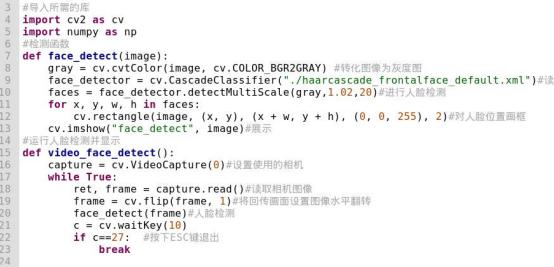 3 #导入所需的库
4 import cv2 as cv
5 import numpy as np
6 #检测函数
7 def face_detect(image):
8     gray = cv.cvtColor(image, cv.COLOR_BGR2GRAY) #转化图像为灰度图
9     face_detector = cv.CascadeClassifier("./haarcascade_frontalface_default.xml")#读
10     faces = face_detector.detectMultiScale(gray,1.02,20)#进行人脸检测
11     for x, y, w, h in faces:
12         cv.rectangle(image, (x, y), (x + w, y + h), (0, 0, 255), 2)#对人脸位置画框
13     cv.imshow("face_detect", image)#展示
14 #运行人脸检测并显示
15 def video_face_detect():
16     capture = cv.VideoCapture(0)#设置使用的相机
17     while True:
18         ret, frame = capture.read()#读取相机图像
19         frame = cv.flip(frame, 1)#将回传画面设置图像水平翻转
20         face_detect(frame)#人脸检测
21         c = cv.waitKey(10)
22         if c==27:  #按下ESC键退出
23             break
24